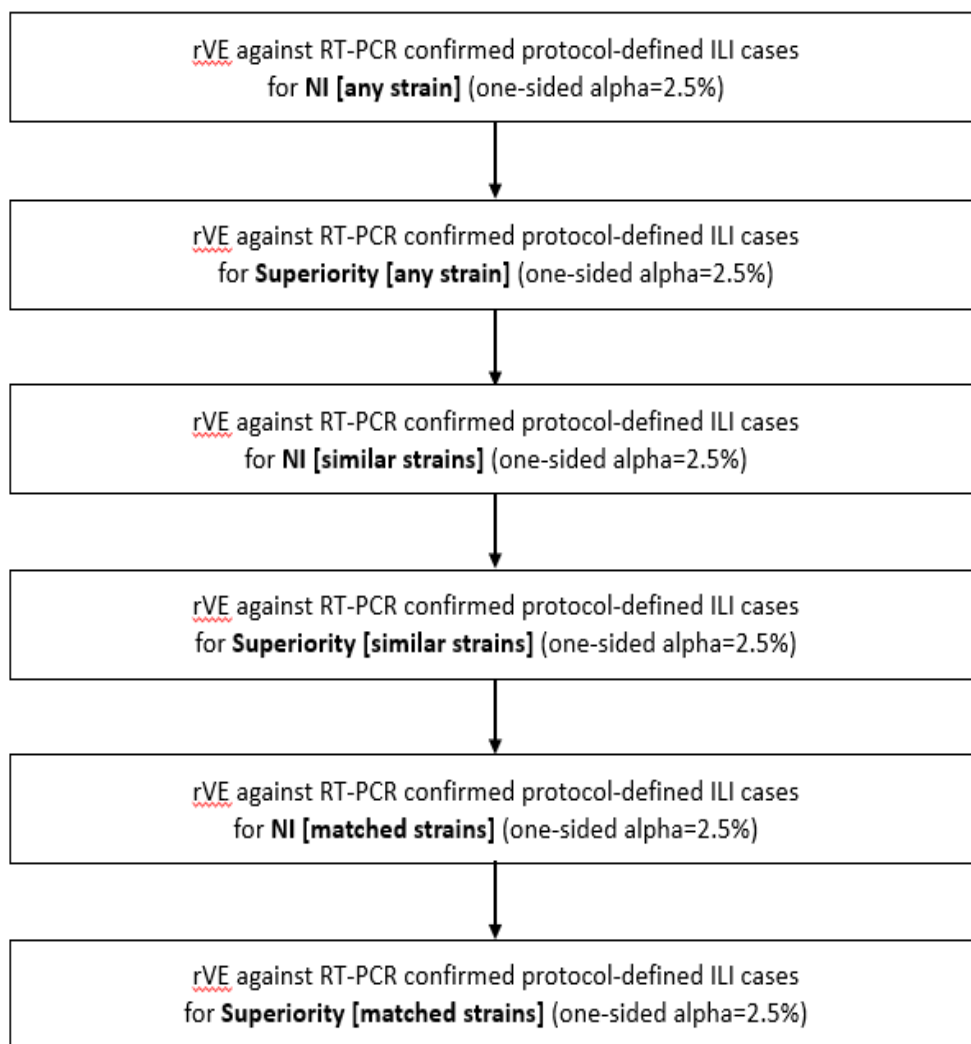 rVE against RT-PCR confirmed protocol-defined ILI cases
for NI [any strain] (one-sided alpha=2.5%)
rVE against RT-PCR confirmed protocol-defined ILI cases
for Superiority [any strain] (one-sided alpha=2.5%)
rVE against RT-PCR confirmed protocol-defined ILI cases
for NI [similar strains] (one-sided alpha=2.5%)
rVE against RT-PCR confirmed protocol-defined ILI cases
for Superiority [similar strains] (one-sided alpha=2.5%)
rVE against RT-PCR confirmed protocol-defined ILI cases
for NI [matched strains] (one-sided alpha=2.5%)
rVE against RT-PCR confirmed protocol-defined ILI cases
for Superiority [matched strains] (one-sided alpha=2.5%)